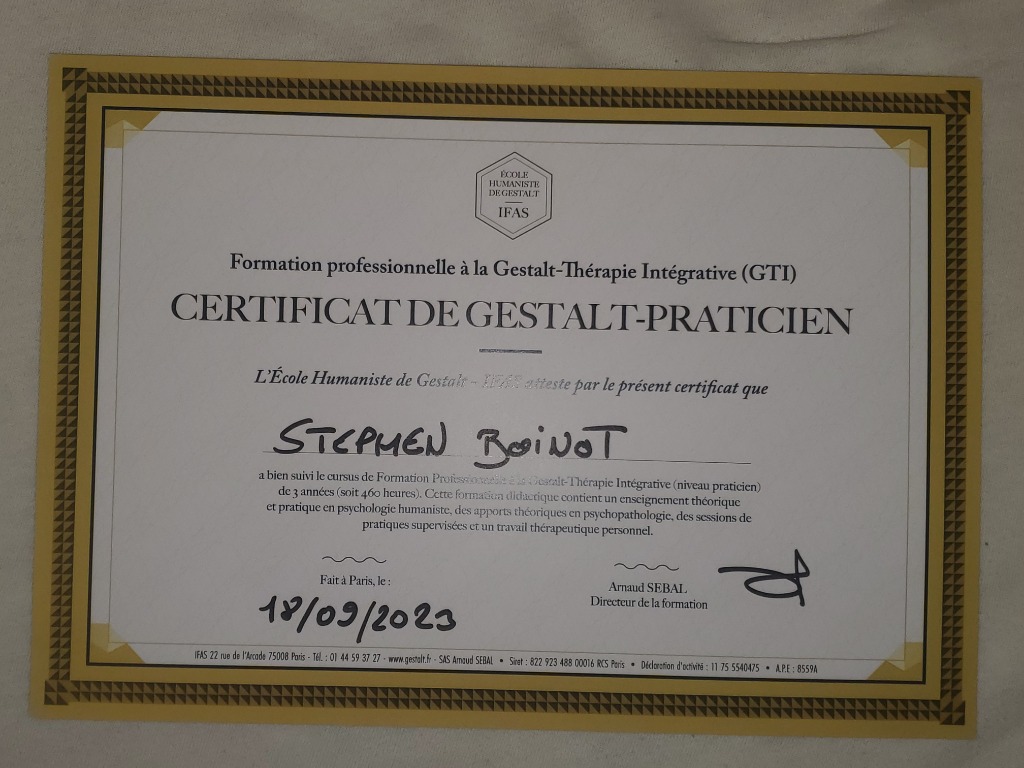 ÉCOLE
HUMANISTE
DE GESTALT
IFAS
Formation professionnelle à la Gestalt-Thérapie Intégrative (GTI)
CERTIFICAT DE GESTALT-PRATICIEN
L'École Humaniste de Gestalt - IFAS atteste par le présent certificat que
STEPHEN BOINOT
a bien suivi le cursus de Formation Professionnelle à la Gestalt-Thérapie Intégrative (niveau praticien)
de 3 années (soit 460 heures). Cette formation didactique contient un enseignement théorique
et pratique en psychologie humaniste, des apports théoriques en psychopathologie, des sessions de
pratiques supervisées et un travail thérapeutique personnel.
Fait à Paris, le :
18/09/2023
Arnaud SEBAL
Directeur de la formation
IFAS 22 rue de l'Arcade 75008 Paris - Tél. : 01 44 59 37 27 - www.gestalt.fr - SAS Arnaud SEBAL • Siret : 822 923 488 00016 RCS Paris • Déclaration d'activité : 11 75 5540475 • A.P.E : 8559A